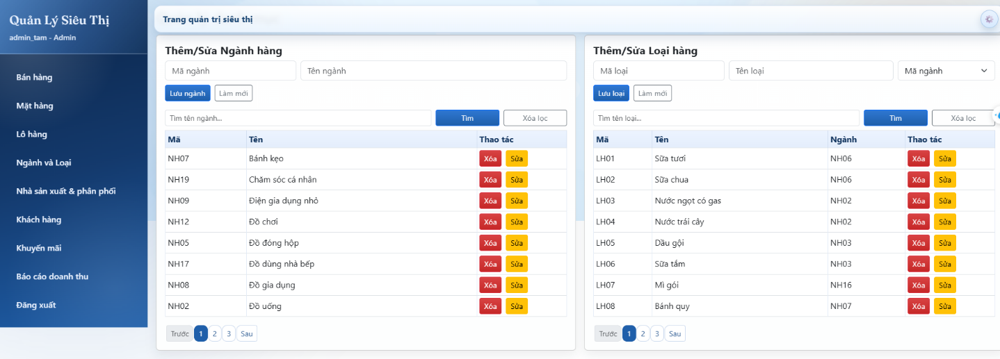 Quản Lý Siêu Thị
admin_tam - Admin
Bán hàng
Mặt hàng
Lô hàng
Ngành và Loại
Nhà sản xuất & phân phối
Khách hàng
Khuyến mãi
Báo cáo doanh thu
Đăng xuất
Trang quản trị siêu thị
Thêm/Sửa Ngành hàng
Mã ngành Tên ngành
Lưu ngành Làm mới
Tìm tên ngành... Tìm Xóa lọc
Mã Tên Thao tác
NH07 Bánh kẹo Xóa Sửa
NH19 Chăm sóc cá nhân Xóa Sửa
NH09 Điện gia dụng nhỏ Xóa Sửa
NH12 Đồ chơi Xóa Sửa
NH05 Đồ đóng hộp Xóa Sửa
NH17 Đồ dùng nhà bếp Xóa Sửa
NH08 Đồ gia dụng Xóa Sửa
NH02 Đồ uống Xóa Sửa
Trước 1 2 3 Sau
Thêm/Sửa Loại hàng
Mã loại Tên loại Mã ngành
Lưu loại Làm mới
Tìm tên loại... Tìm Xóa lọc
Mã Tên Ngành Thao tác
LH01 Sữa tươi NH06 Xóa Sửa
LH02 Sữa chua NH06 Xóa Sửa
LH03 Nước ngọt có gas NH02 Xóa Sửa
LH04 Nước trái cây NH02 Xóa Sửa
LH05 Dầu gội NH03 Xóa Sửa
LH06 Sữa tắm NH03 Xóa Sửa
LH07 Mì gói NH16 Xóa Sửa
LH08 Bánh quy NH07 Xóa Sửa
Trước 1 2 3 Sau